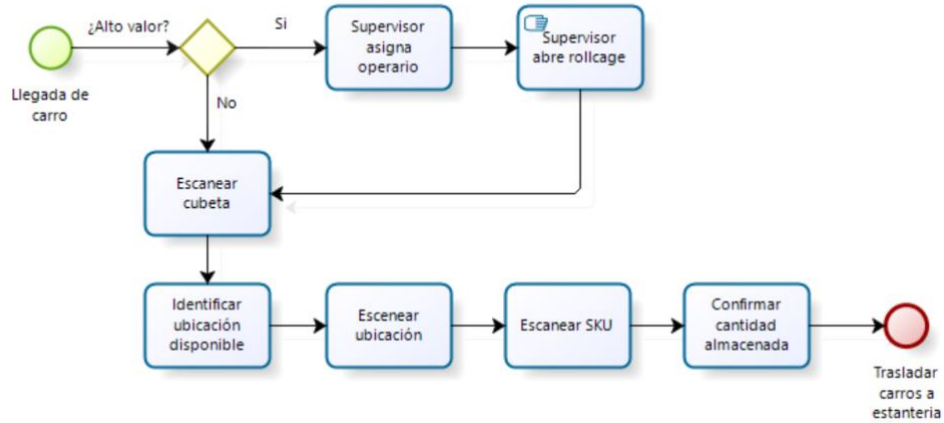 ¿Alto valor?
Si
Supervisor
asigna
operario
Supervisor
abre rollcage
Llegada de
carro
No
Escanear
cubeta
Identificar
ubicación
disponible
Escenear
ubicación
Escanear SKU
Confirmar
cantidad
almacenada
Trasladar
carros a
estanteria